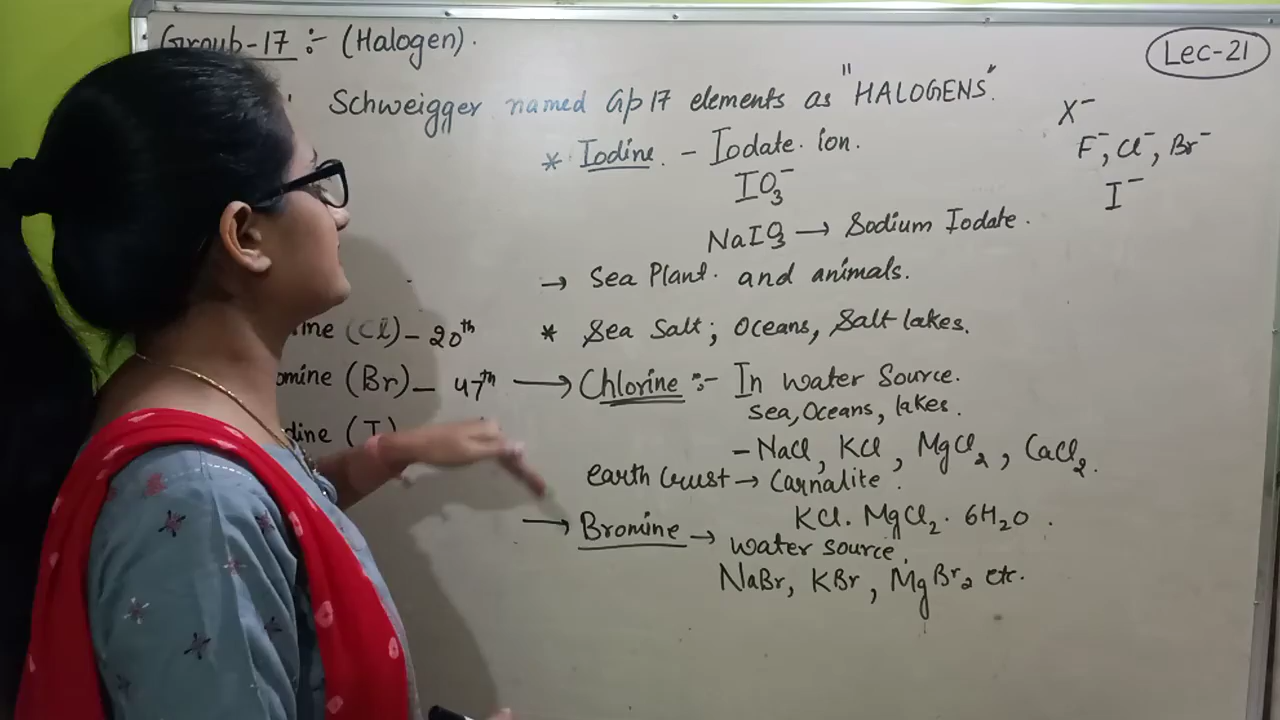 Group-17 :- (Halogen).
Lec-21
Schweigger named Gp 17 elements as "HALOGENS".
X⁻
F⁻, Cl⁻, Br⁻
I⁻
* Iodine. - Iodate ion.
IO₃⁻
NaIO₃ → Sodium Iodate.
→ Sea Plant. and animals.
* Sea Salt; Oceans, Salt lakes.
ine (Cl) - 20th
omine (Br) - 47th
dine (I)
→ Chlorine :- In water Source.
Sea, Oceans, lakes.
- NaCl, KCl, MgCl₂, CaCl₂.
earth Crust → Carnalite.
KCl. MgCl₂. 6H₂O.
→ Bromine → water source.
NaBr, KBr, MgBr₂ etc.